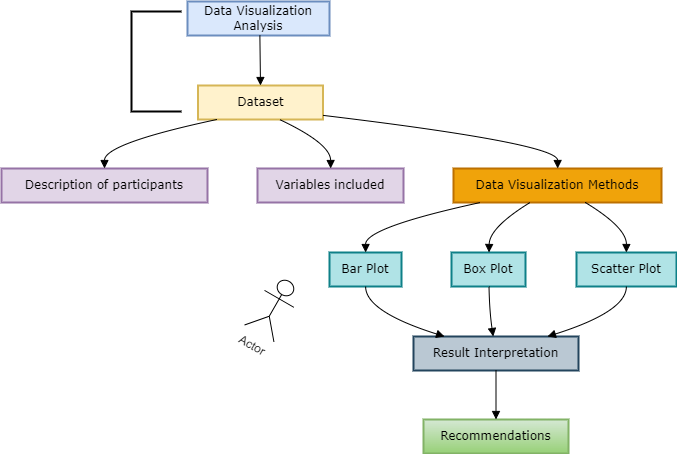 Data Visualization
Analysis
Dataset
Description of participants
Variables included
Data Visualization Methods
Bar Plot
Box Plot
Scatter Plot
Actor
Result Interpretation
Recommendations